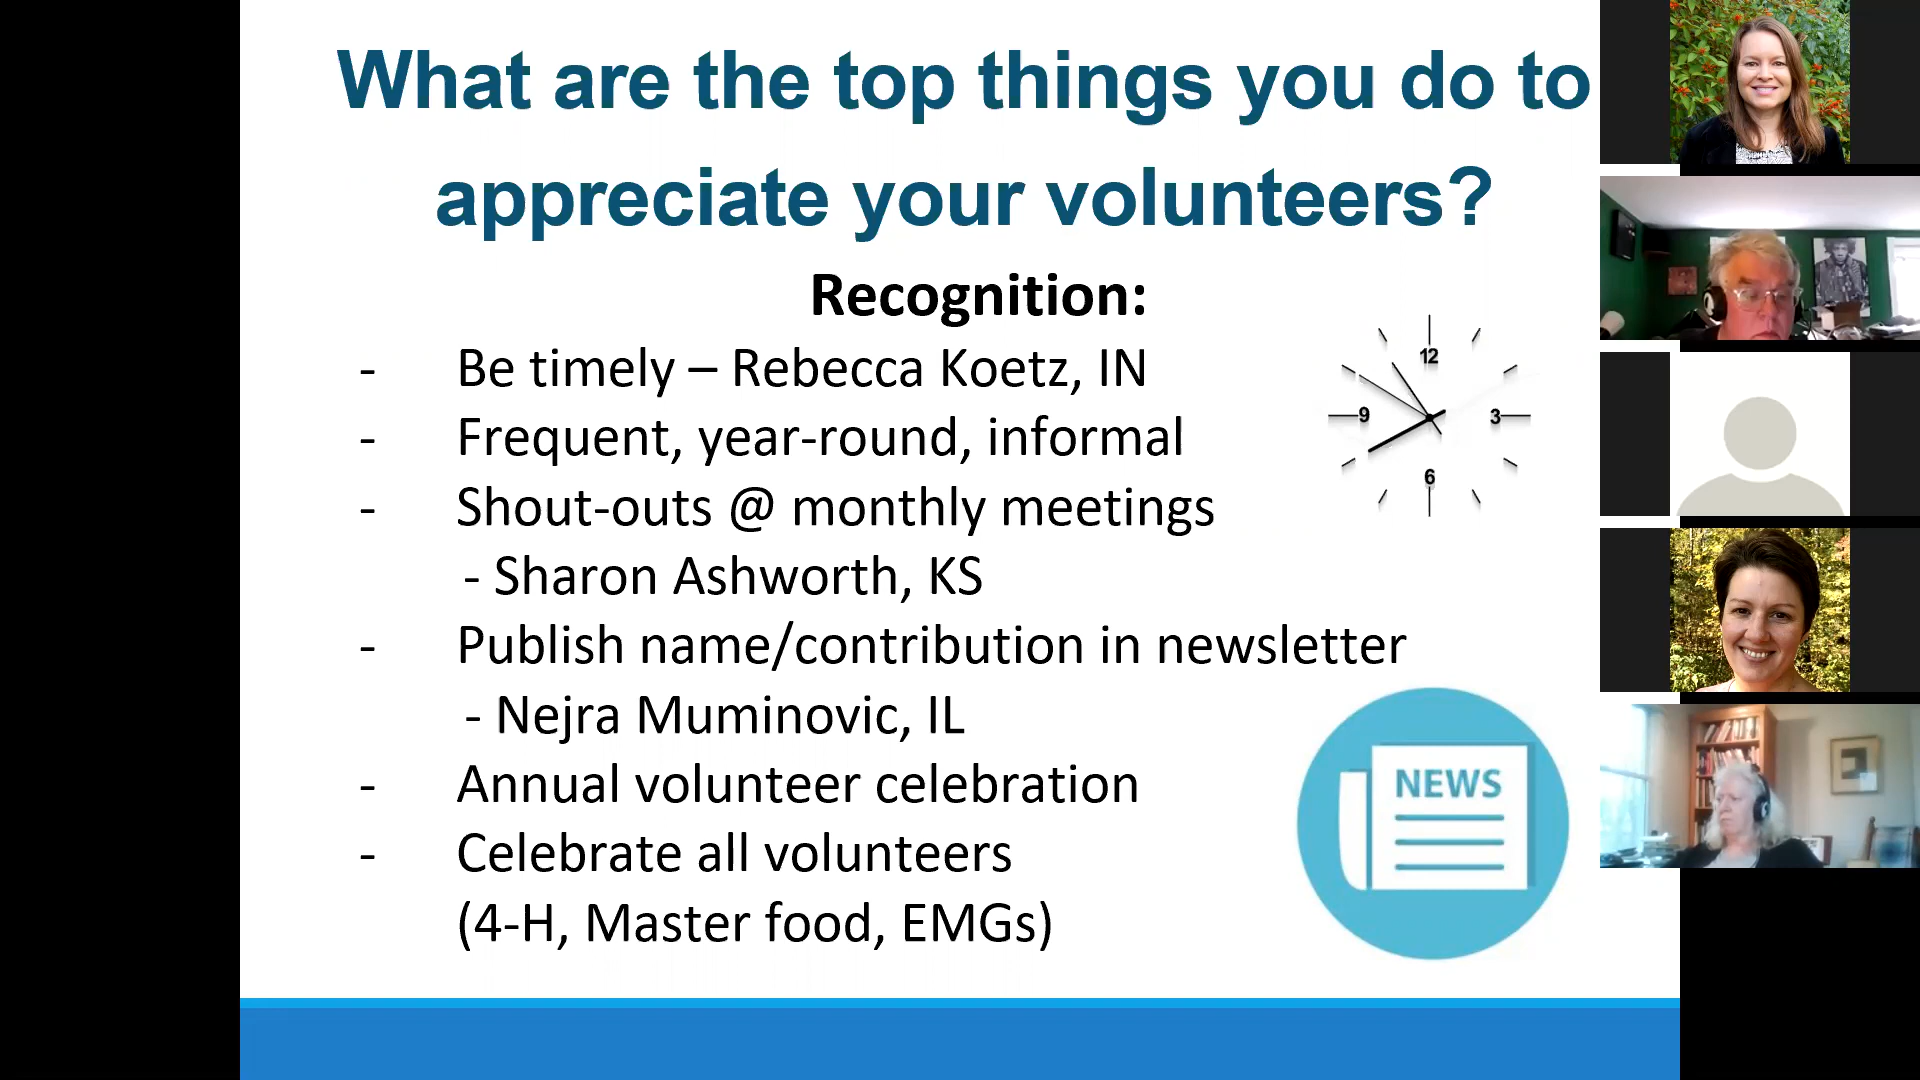 What are the top things you do to
appreciate your volunteers?
Recognition:
- Be timely – Rebecca Koetz, IN
- Frequent, year-round, informal
- Shout-outs @ monthly meetings
- Sharon Ashworth, KS
- Publish name/contribution in newsletter
- Nejra Muminovic, IL
- Annual volunteer celebration
- Celebrate all volunteers
(4-H, Master food, EMGs)
12
9
3
6
NEWS